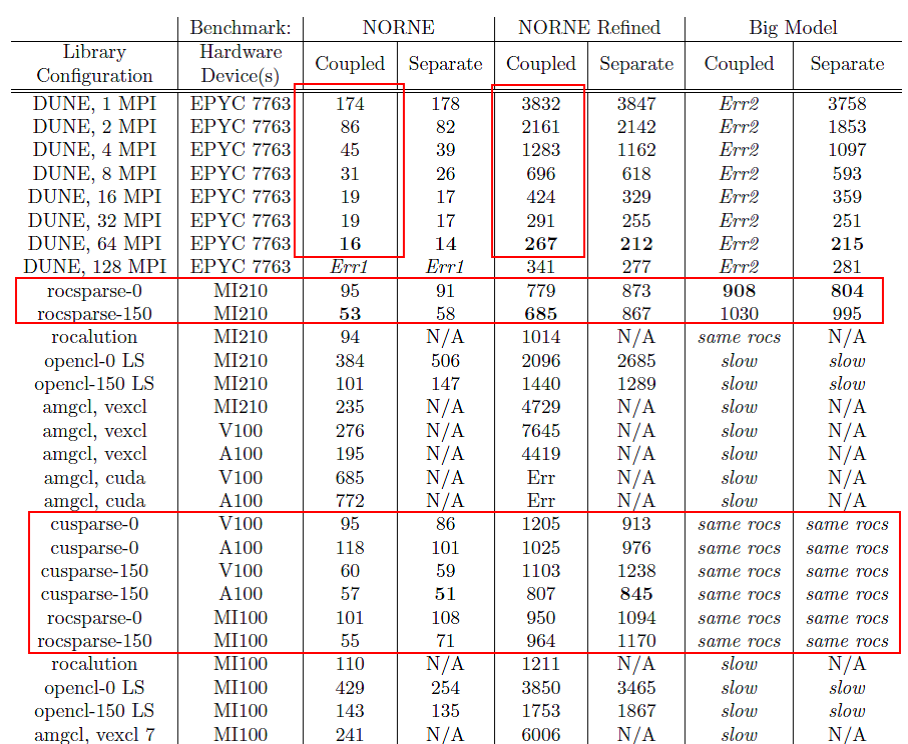 Benchmark: NORNE NORNE Refined Big Model
Library Configuration Hardware Device(s) Coupled Separate Coupled Separate Coupled Separate
DUNE, 1 MPI EPYC 7763 174 178 3832 3847 Err2 3758
DUNE, 2 MPI EPYC 7763 86 82 2161 2142 Err2 1853
DUNE, 4 MPI EPYC 7763 45 39 1283 1162 Err2 1097
DUNE, 8 MPI EPYC 7763 31 26 696 618 Err2 593
DUNE, 16 MPI EPYC 7763 19 17 424 329 Err2 359
DUNE, 32 MPI EPYC 7763 19 17 291 255 Err2 251
DUNE, 64 MPI EPYC 7763 16 14 267 212 Err2 215
DUNE, 128 MPI EPYC 7763 Err1 Err1 341 277 Err2 281
rocsparse-0 MI210 95 91 779 873 908 804
rocsparse-150 MI210 53 58 685 867 1030 995
rocalution MI210 94 N/A 1014 N/A same rocs N/A
opencl-0 LS MI210 384 506 2096 2685 slow slow
opencl-150 LS MI210 101 147 1440 1289 slow slow
amgcl, vexcl MI210 235 N/A 4729 N/A slow N/A
amgcl, vexcl V100 276 N/A 7645 N/A slow N/A
amgcl, vexcl A100 195 N/A 4419 N/A slow N/A
amgcl, cuda V100 685 N/A Err N/A slow N/A
amgcl, cuda A100 772 N/A Err N/A slow N/A
cusparse-0 V100 95 86 1205 913 same rocs same rocs
cusparse-0 A100 118 101 1025 976 same rocs same rocs
cusparse-150 V100 60 59 1103 1238 same rocs same rocs
cusparse-150 A100 57 51 807 845 same rocs same rocs
rocsparse-0 MI100 101 108 950 1094 same rocs same rocs
rocsparse-150 MI100 55 71 964 1170 same rocs same rocs
rocalution MI100 110 N/A 1211 N/A slow N/A
opencl-0 LS MI100 429 254 3850 3465 slow slow
opencl-150 LS MI100 143 135 1753 1867 slow slow
amgcl, vexcl 7 MI100 241 N/A 6006 N/A slow N/A